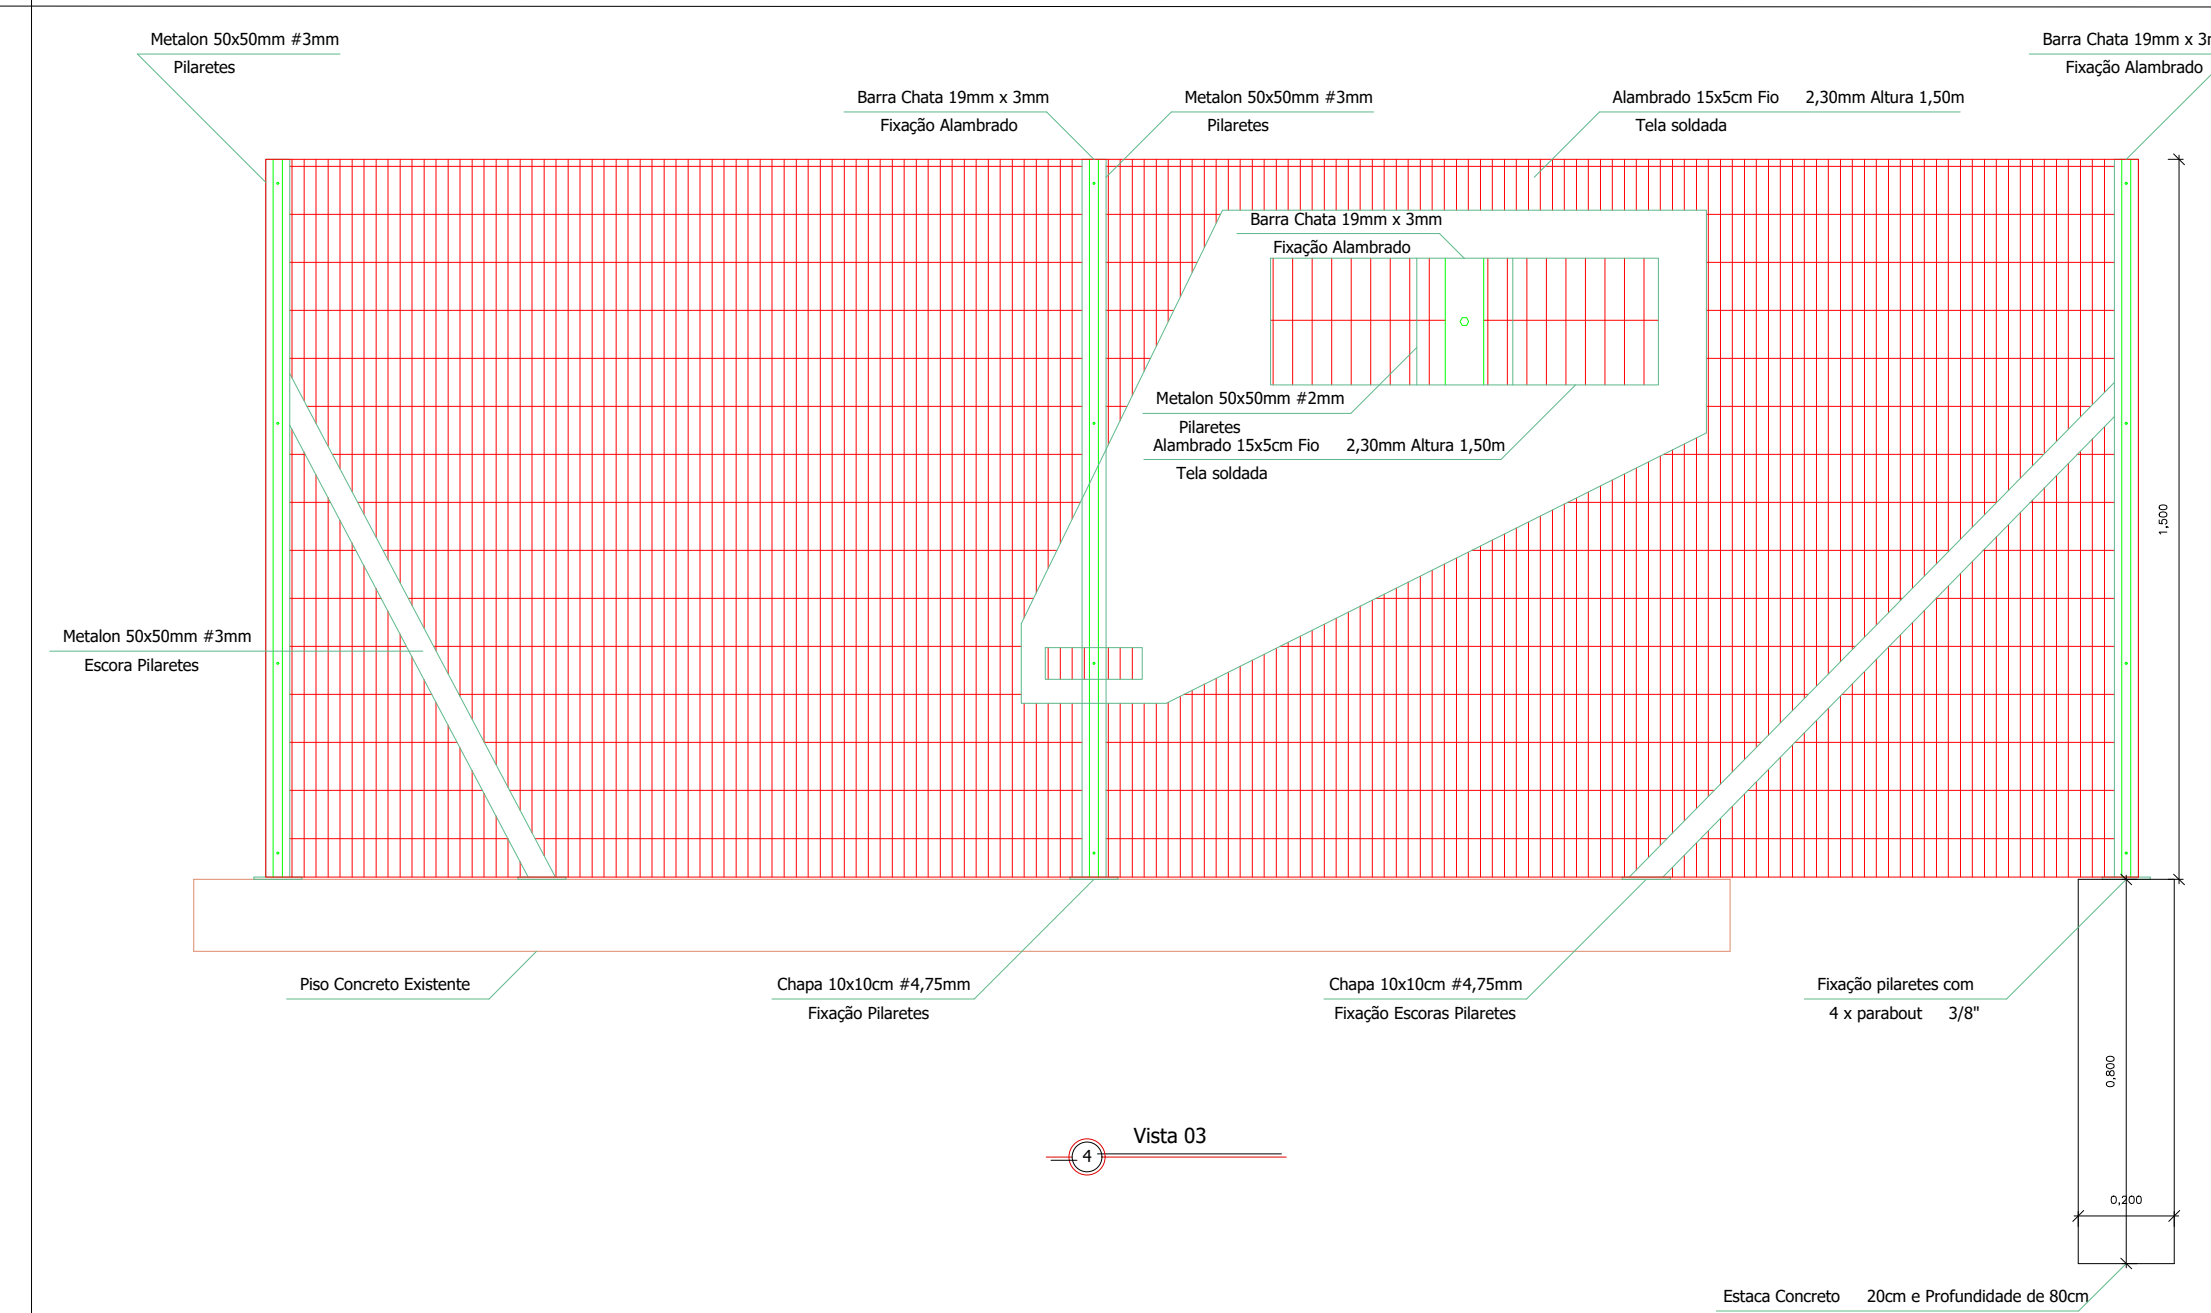 Metalon 50x50mm #3mm
Pilaretes
Barra Chata 19mm x 3mm
Fixação Alambrado
Metalon 50x50mm #3mm
Pilaretes
Alambrado 15x5cm Fio 2,30mm Altura 1,50m
Tela soldada
Barra Chata 19mm x
Fixação Alambrado
Barra Chata 19mm x 3mm
Fixação Alambrado
Metalon 50x50mm #2mm
Pilaretes
Alambrado 15x5cm Fio 2,30mm Altura 1,50m
Tela soldada
1,500
Metalon 50x50mm #3mm
Escora Pilaretes
Piso Concreto Existente
Chapa 10x10cm #4,75mm
Fixação Pilaretes
Chapa 10x10cm #4,75mm
Fixação Escoras Pilaretes
Fixação pilaretes com
4 x parabout 3/8"
0,800
Vista 03
4
0,200
Estaca Concreto 20cm e Profundidade de 80cm